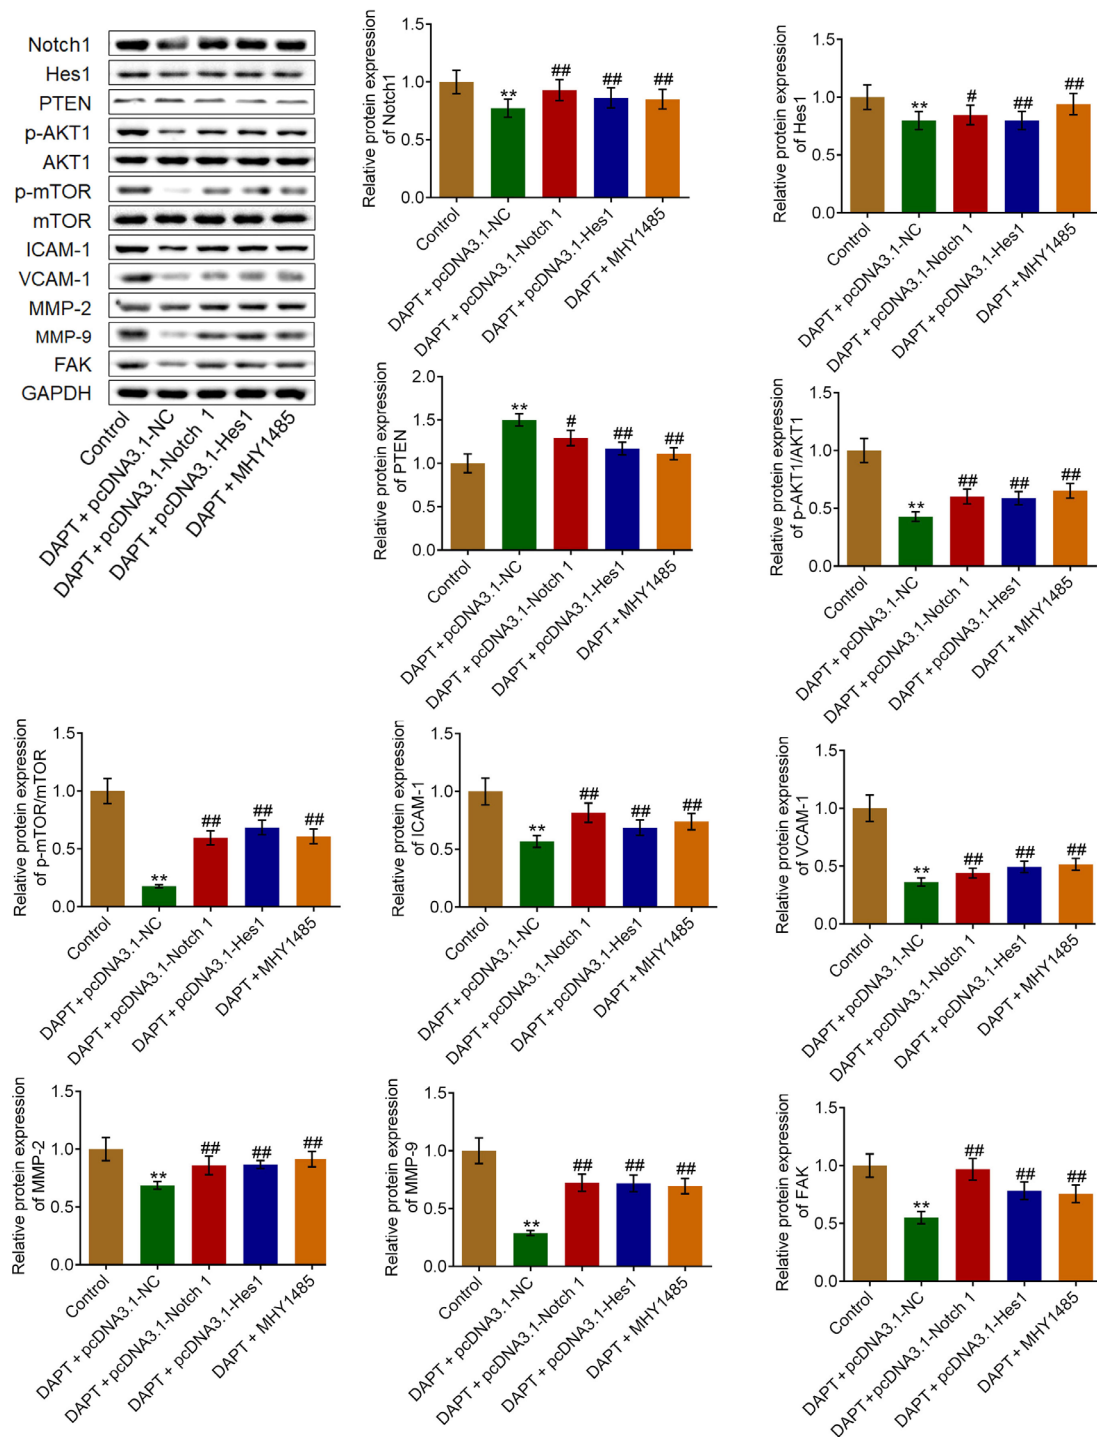 Notch1
Hes1
PTEN
p-AKT1
AKT1
p-mTOR
mTOR
ICAM-1
VCAM-1
MMP-2
MMP-9
FAK
GAPDH
Control
DAPT + pcDNA3.1-NC
DAPT + pcDNA3.1-Notch 1
DAPT + pcDNA3.1-Hes1
DAPT + MHY1485
Relative protein expression
of Notch1
1.5
1.0
0.5
0.0
**
##
##
##
Control
DAPT + pcDNA3.1-NC
DAPT + pcDNA3.1-Notch 1
DAPT + pcDNA3.1-Hes1
DAPT + MHY1485
Relative protein expression
of Hes1
1.5
1.0
0.5
0.0
**
#
##
##
Control
DAPT + pcDNA3.1-NC
DAPT + pcDNA3.1-Notch 1
DAPT + pcDNA3.1-Hes1
DAPT + MHY1485
Relative protein expression
of PTEN
2.0
1.5
1.0
0.5
0.0
**
#
##
##
Control
DAPT + pcDNA3.1-NC
DAPT + pcDNA3.1-Notch 1
DAPT + pcDNA3.1-Hes1
DAPT + MHY1485
Relative protein expression
of p-AKT1/AKT1
1.5
1.0
0.5
0.0
**
##
##
##
Control
DAPT + pcDNA3.1-NC
DAPT + pcDNA3.1-Notch 1
DAPT + pcDNA3.1-Hes1
DAPT + MHY1485
Relative protein expression
of p-mTOR/mTOR
1.5
1.0
0.5
0.0
**
##
##
##
Control
DAPT + pcDNA3.1-NC
DAPT + pcDNA3.1-Notch 1
DAPT + pcDNA3.1-Hes1
DAPT + MHY1485
Relative protein expression
of ICAM-1
1.5
1.0
0.5
0.0
**
##
##
##
Control
DAPT + pcDNA3.1-NC
DAPT + pcDNA3.1-Notch 1
DAPT + pcDNA3.1-Hes1
DAPT + MHY1485
Relative protein expression
of VCAM-1
1.5
1.0
0.5
0.0
**
##
##
##
Control
DAPT + pcDNA3.1-NC
DAPT + pcDNA3.1-Notch 1
DAPT + pcDNA3.1-Hes1
DAPT + MHY1485
Relative protein expression
of MMP-2
1.5
1.0
0.5
0.0
**
##
##
##
Control
DAPT + pcDNA3.1-NC
DAPT + pcDNA3.1-Notch 1
DAPT + pcDNA3.1-Hes1
DAPT + MHY1485
Relative protein expression
of MMP-9
1.5
1.0
0.5
0.0
**
##
##
##
Control
DAPT + pcDNA3.1-NC
DAPT + pcDNA3.1-Notch 1
DAPT + pcDNA3.1-Hes1
DAPT + MHY1485
Relative protein expression
of FAK
1.5
1.0
0.5
0.0
**
##
##
##
Control
DAPT + pcDNA3.1-NC
DAPT + pcDNA3.1-Notch 1
DAPT + pcDNA3.1-Hes1
DAPT + MHY1485